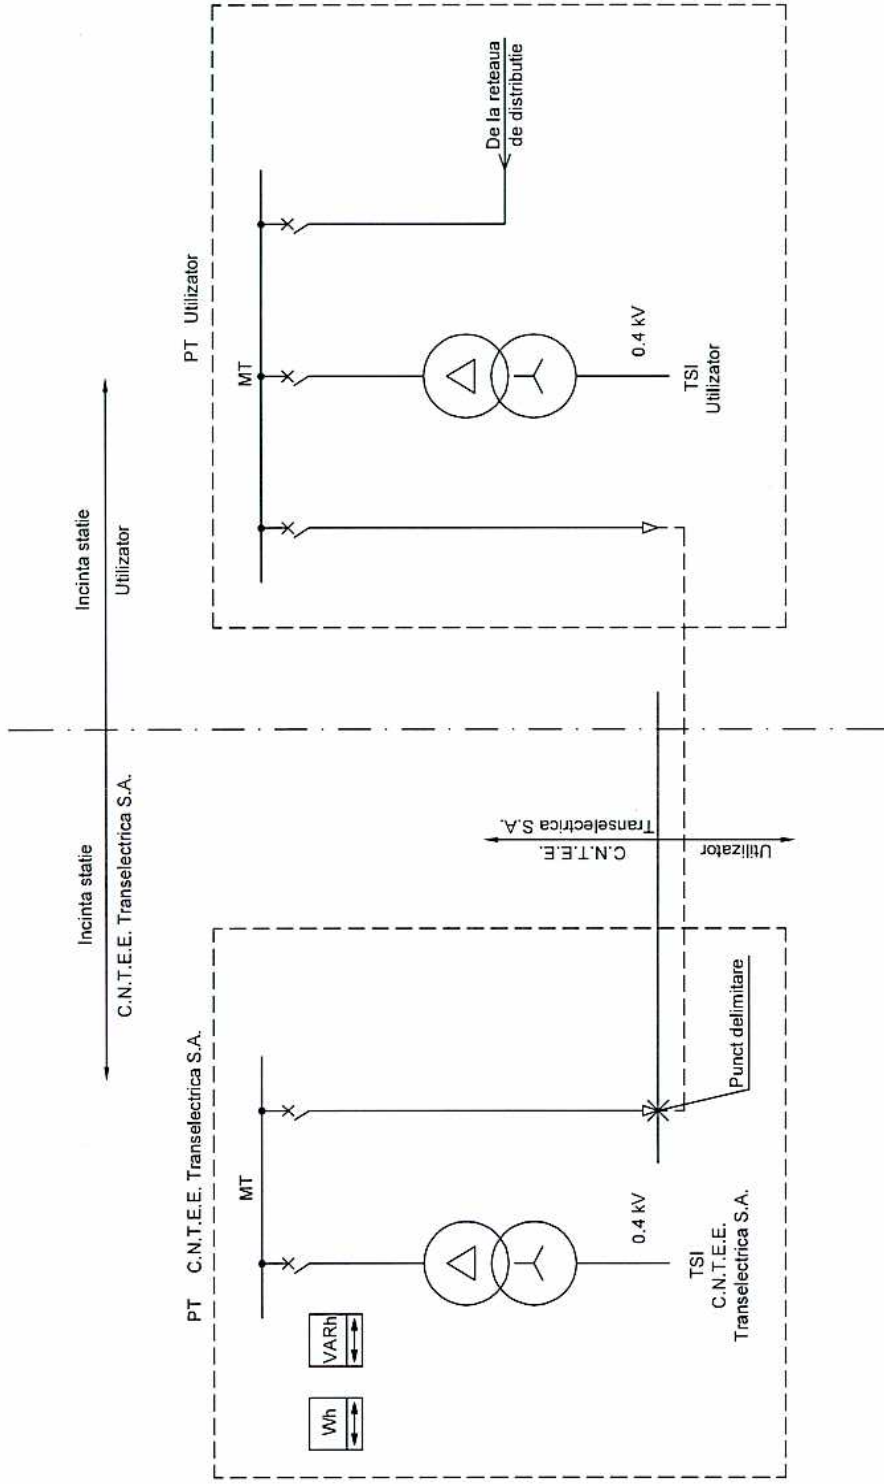 Incinta statie
C.N.T.E.E. Transelectrica S.A.
Incinta statie
Utilizator
PT C.N.T.E.E. Transelectrica S.A.
MT
Wh
VARh
0.4 kV
TSI
C.N.T.E.E.
Transelectrica S.A.
Punct delimitare
C.N.T.E.E.
Transelectrica S.A.
Utilizator
PT Utilizator
MT
0.4 kV
TSI
Utilizator
De la reteaua
de distributie